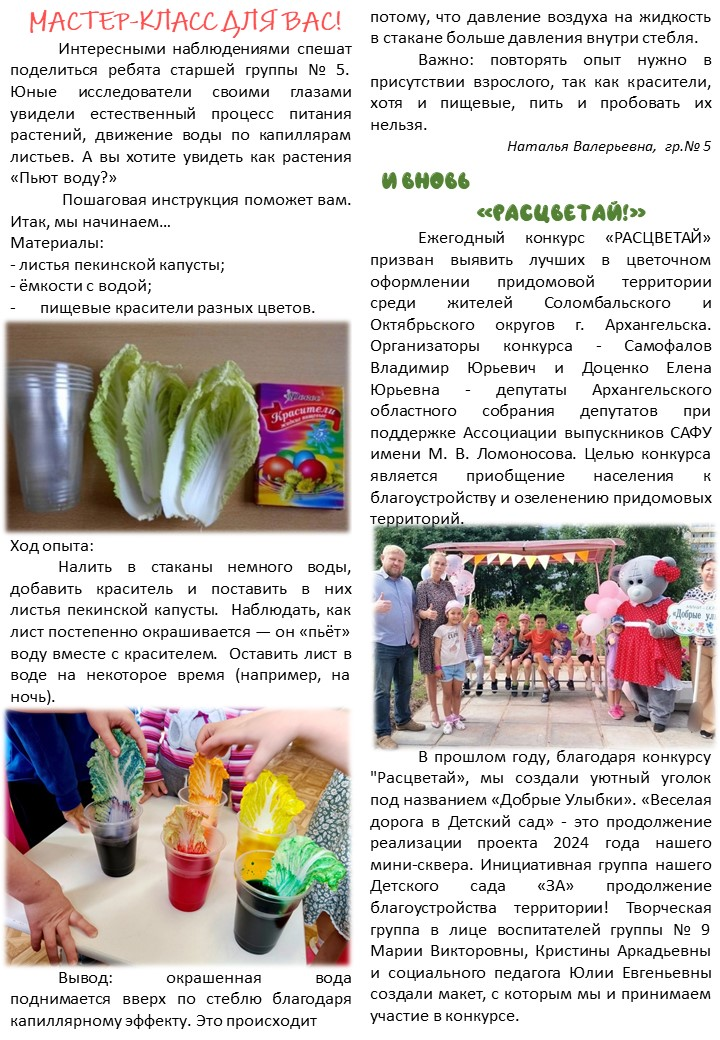 МАСТЕР-КЛАСС ДЛЯ ВАС!
Интересными наблюдениями спешат
поделиться ребята старшей группы № 5.
Юные исследователи своими глазами
увидели естественный процесс питания
растений, движение воды по капиллярам
листьев. А вы хотите увидеть как растения
«Пьют воду?»
Пошаговая инструкция поможет вам.
Итак, мы начинаем…
Материалы:
- листья пекинской капусты;
- ёмкости с водой;
- пищевые красители разных цветов.
Красители
Ход опыта:
Налить в стаканы немного воды,
добавить краситель и поставить в них
листья пекинской капусты. Наблюдать, как
лист постепенно окрашивается — он «пьёт»
воду вместе с красителем. Оставить лист в
воде на некоторое время (например, на
ночь).
Вывод: окрашенная вода
поднимается вверх по стеблю благодаря
капиллярному эффекту. Это происходит
потому, что давление воздуха на жидкость
в стакане больше давления внутри стебля.
Важно: повторять опыт нужно в
присутствии взрослого, так как красители,
хотя и пищевые, пить и пробовать их
нельзя.
Наталья Валерьевна, гр.№ 5
И ВНОВЬ
«РАСЦВЕТАЙ!»
Ежегодный конкурс «РАСЦВЕТАЙ»
призван выявить лучших в цветочном
оформлении придомовой территории
среди жителей Соломбальского и
Октябрьского округов г. Архангельска.
Организаторы конкурса - Самофалов
Владимир Юрьевич и Доценко Елена
Юрьевна - депутаты Архангельского
областного собрания депутатов при
поддержке Ассоциации выпускников САФУ
имени М. В. Ломоносова. Целью конкурса
является приобщение населения к
благоустройству и озеленению придомовых
территорий.
«Добрые улы
В прошлом году, благодаря конкурсу
"Расцветай», мы создали уютный уголок
под названием «Добрые Улыбки». «Веселая
дорога в Детский сад» - это продолжение
реализации проекта 2024 года нашего
мини-сквера. Инициативная группа нашего
Детского сада «ЗА» продолжение
благоустройства территории! Творческая
группа в лице воспитателей группы № 9
Марии Викторовны, Кристины Аркадьевны
и социального педагога Юлии Евгеньевны
создали макет, с которым мы и принимаем
участие в конкурсе.